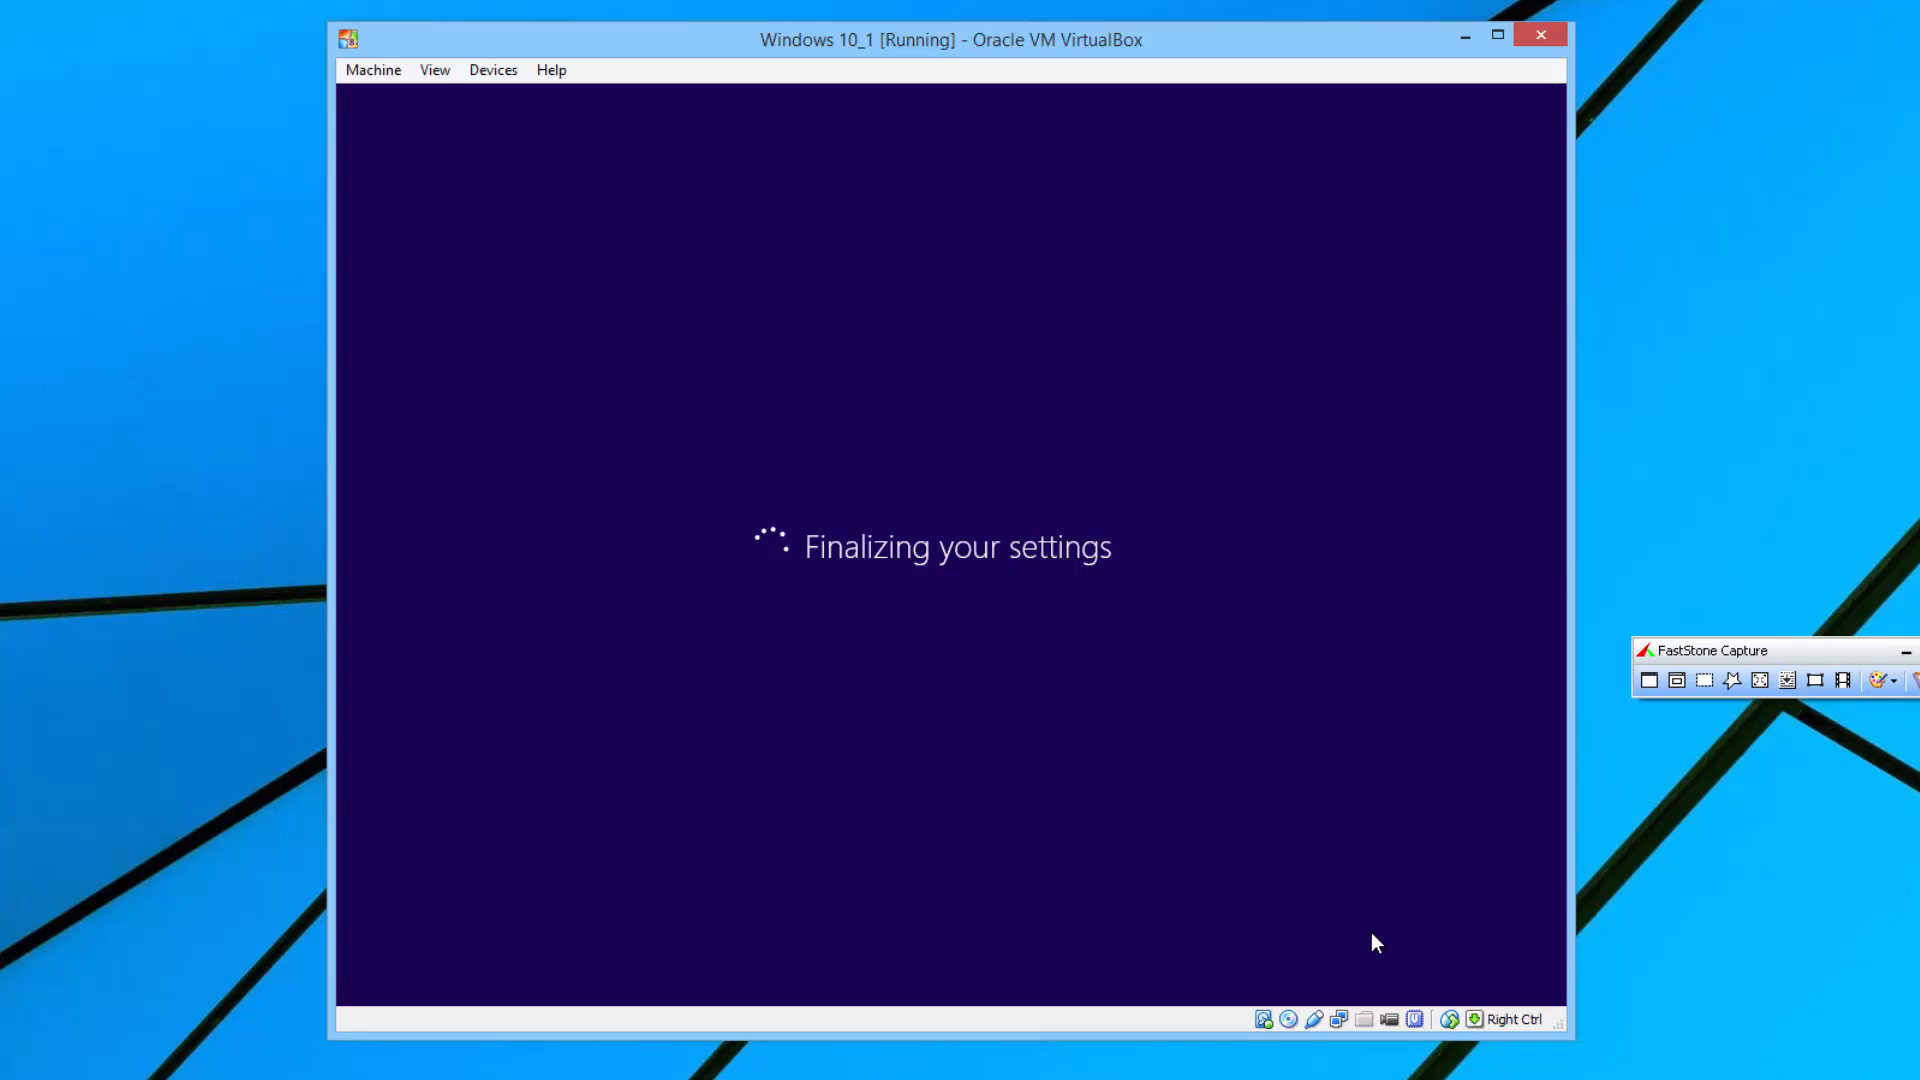 Windows 10_1 [Running] - Oracle VM VirtualBox
Machine View Devices Help
Finalizing your settings
FastStone Capture
Right Ctrl